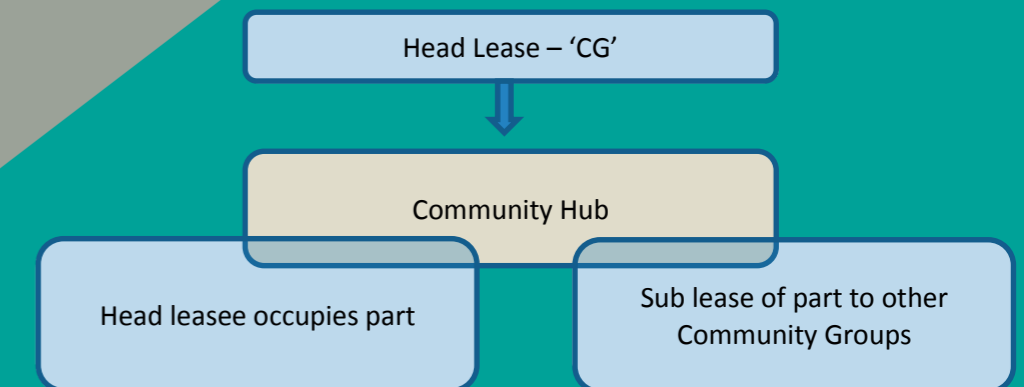 Head Lease – ‘CG’
Community Hub
Head leasee occupies part
Sub lease of part to other
Community Groups